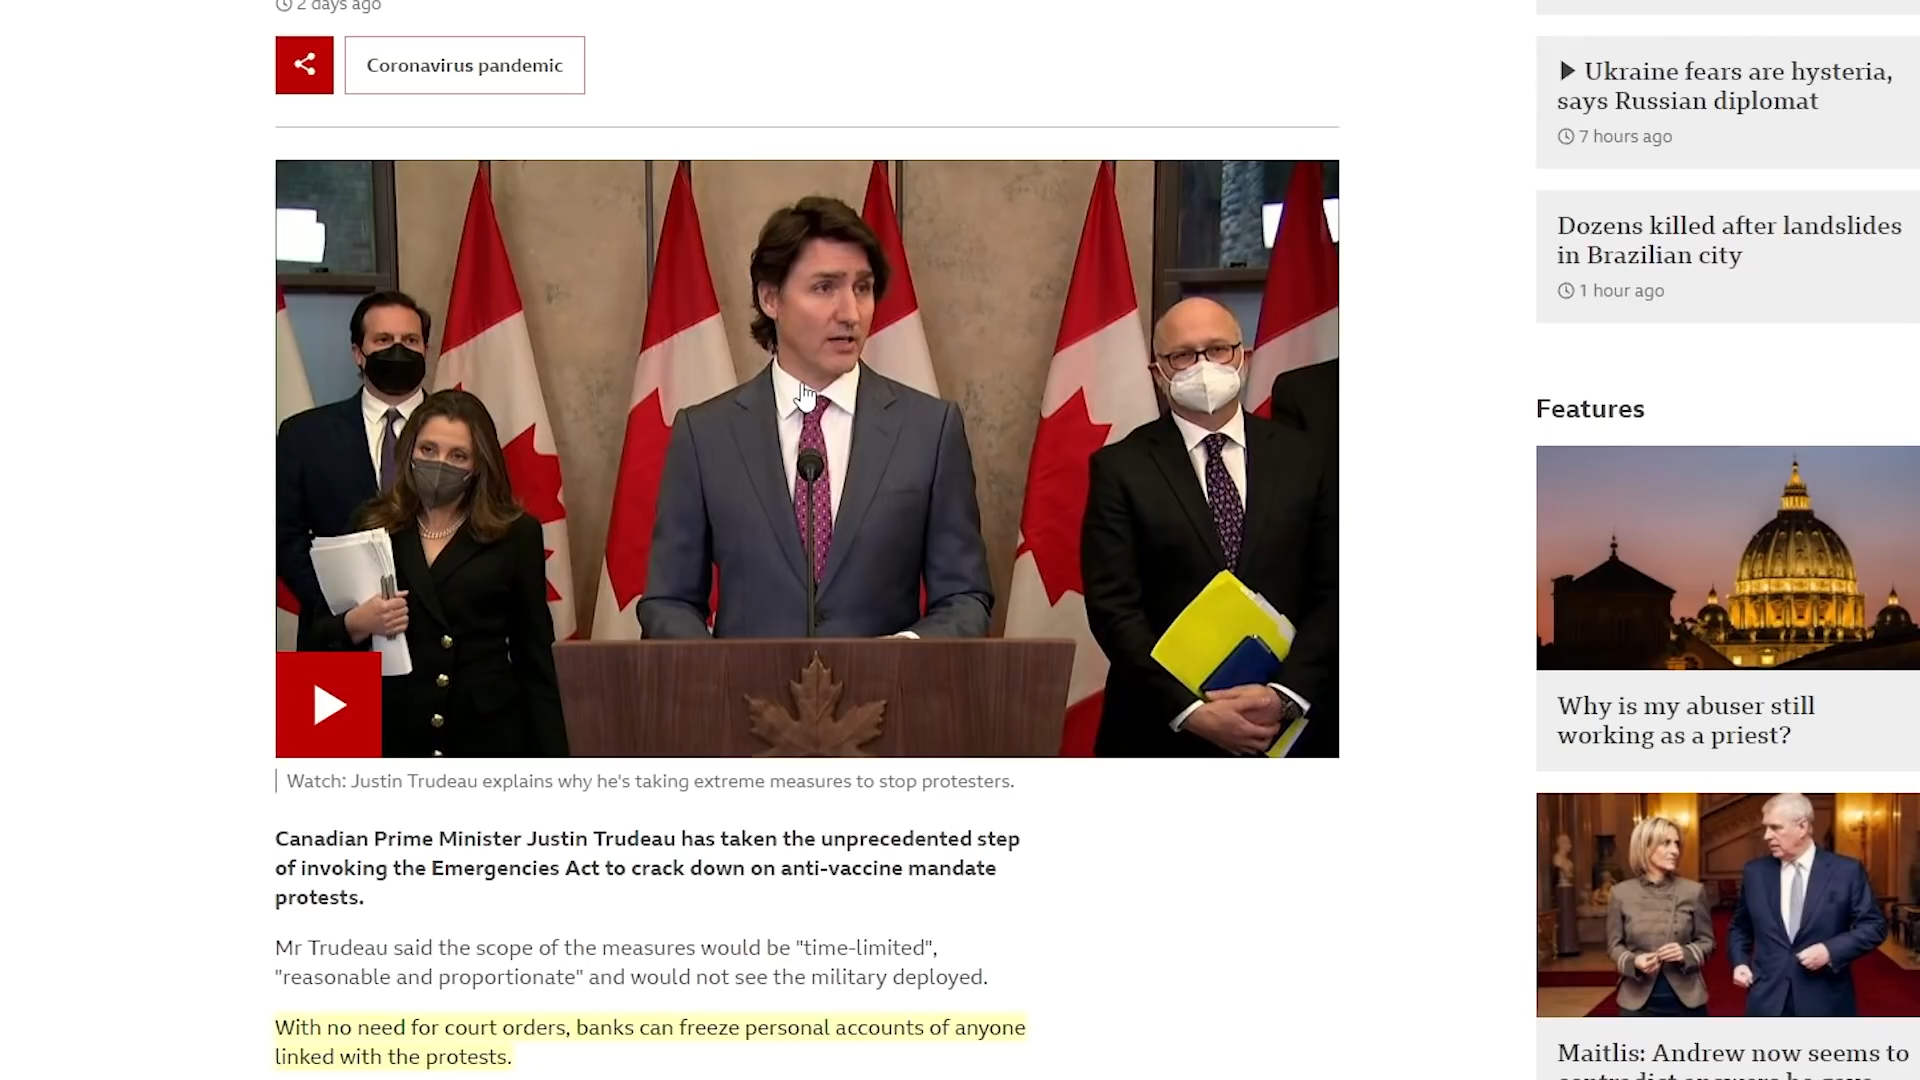 2 days ago
Coronavirus pandemic
Watch: Justin Trudeau explains why he's taking extreme measures to stop protesters.
Canadian Prime Minister Justin Trudeau has taken the unprecedented step
of invoking the Emergencies Act to crack down on anti-vaccine mandate
protests.
Mr Trudeau said the scope of the measures would be "time-limited",
"reasonable and proportionate" and would not see the military deployed.
With no need for court orders, banks can freeze personal accounts of anyone
linked with the protests.
Ukraine fears are hysteria,
says Russian diplomat
7 hours ago
Dozens killed after landslides
in Brazilian city
1 hour ago
Features
Why is my abuser still
working as a priest?
Maitlis: Andrew now seems to